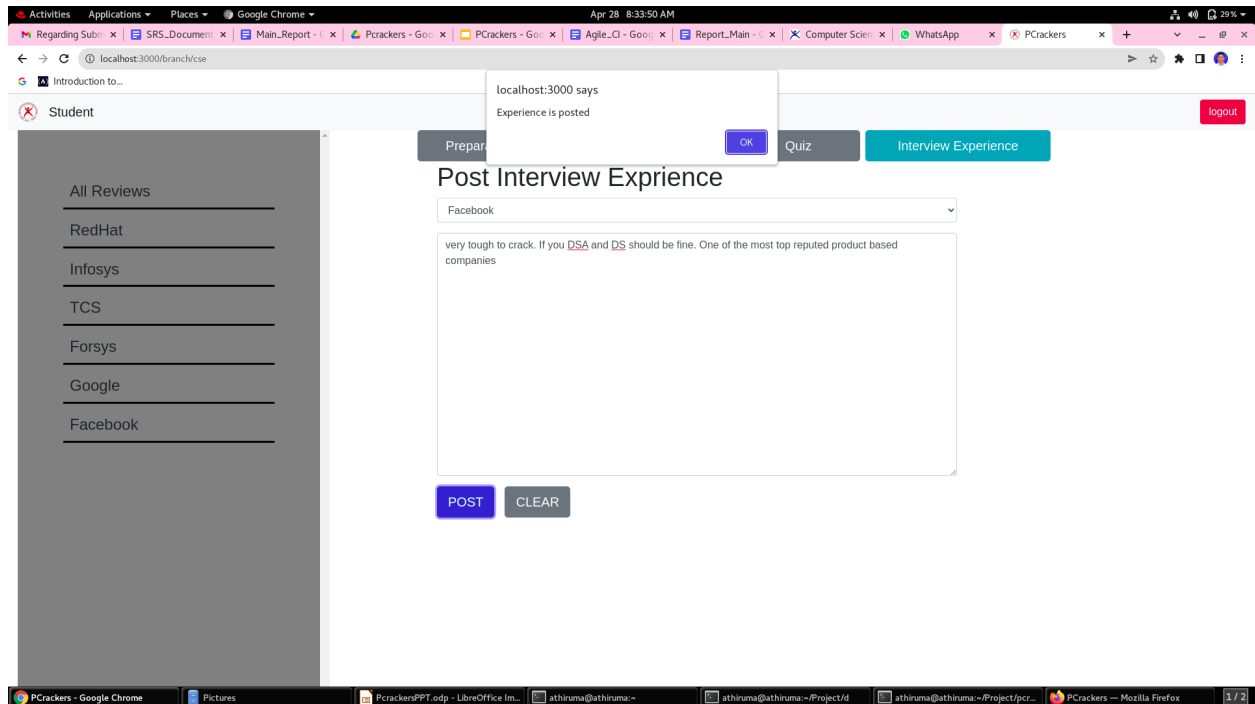 Activities Applications Places Google Chrome Apr 28 8:33:50 AM 29%
Regarding Subm SRS_Document Main_Report - G Pcrackers - Goo PCrackers - Goo Agile_CI - Goog Report_Main - G Computer Scien WhatsApp PCrackers
localhost:3000/branch/cse
Introduction to...
localhost:3000 says
Experience is posted
OK
Student
logout
Prepar
Quiz
Interview Experience
All Reviews
RedHat
Infosys
TCS
Forsys
Google
Facebook
Post Interview Exprience
Facebook
very tough to crack. If you DSA and DS should be fine. One of the most top reputed product based
companies
POST
CLEAR
PCrackers - Google Chrome Pictures PcrackersPPT.odp - LibreOffice Im... athiruma@athiruma:~ athiruma@athiruma:~/Project/d athiruma@athiruma:~/Project/pcr... PCrackers — Mozilla Firefox 1 / 2